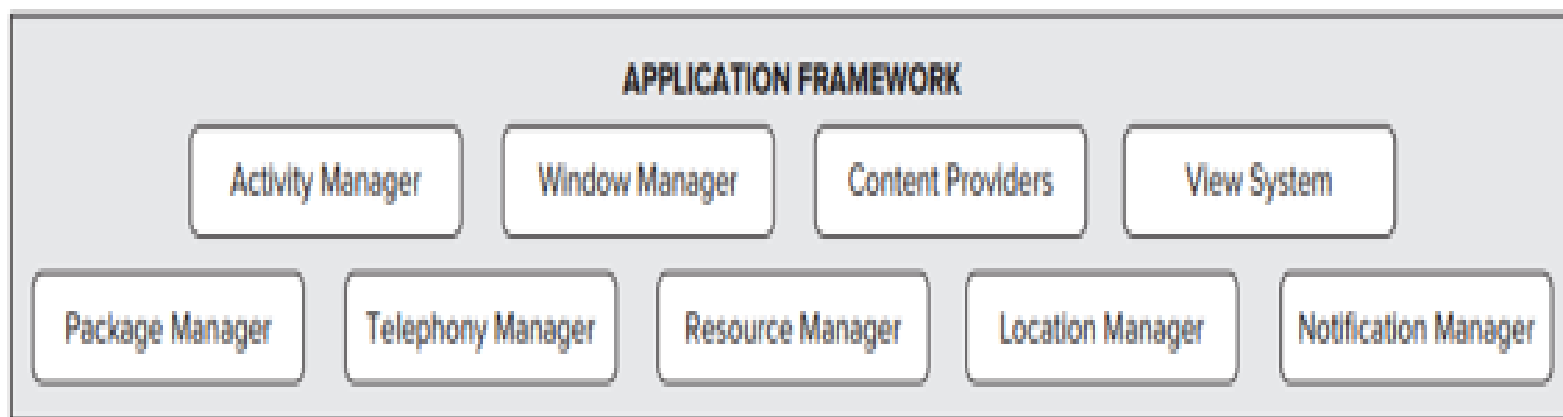 APPLICATION FRAMEWORK
Activity Manager Window Manager Content Providers View System
Package Manager Telephony Manager Resource Manager Location Manager Notification Manager